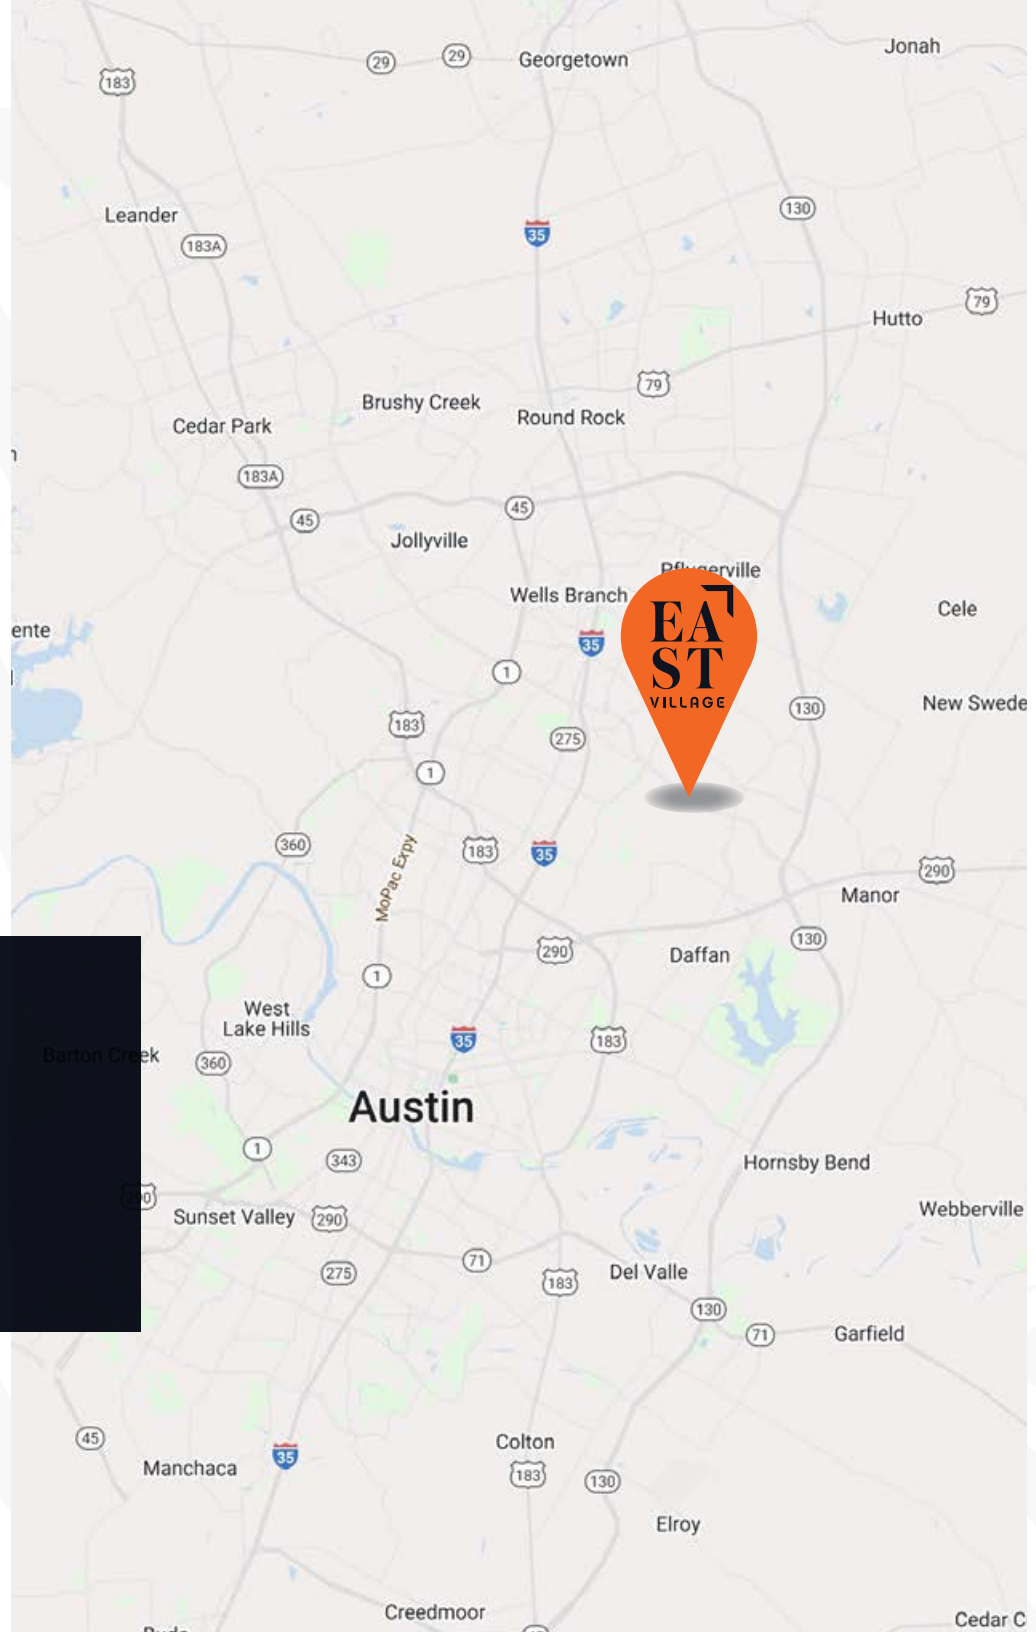 Jonah
29
29
Georgetown
183
130
Leander
35
183A
79
Hutto
79
Brushy Creek
Round Rock
Cedar Park
183A
45
45
Jollyville
Pflugerville
Wells Branch
Cele
ente
EA
ST
VILLAGE
35
1
New Swede
130
183
275
1
360
183
35
MoPac Expy
290
Manor
130
290
Daffan
1
West
Lake Hills
35
183
Barton Creek
360
Austin
1
343
Hornsby Bend
290
Sunset Valley
290
Webberville
71
275
183
Del Valle
130
71
Garfield
45
Colton
Manchaca
35
183
130
Elroy
Creedmoor
Cedar C